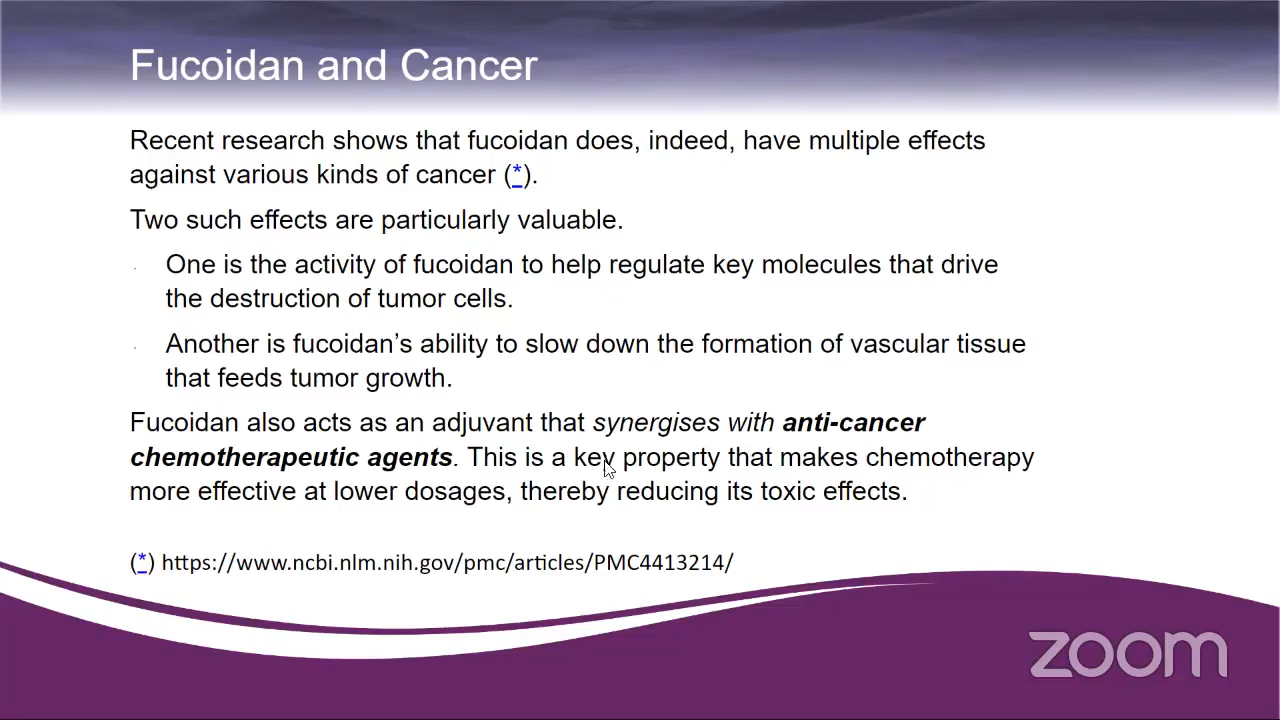 Fucoidan and Cancer
Recent research shows that fucoidan does, indeed, have multiple effects
against various kinds of cancer (*).
Two such effects are particularly valuable.
One is the activity of fucoidan to help regulate key molecules that drive
the destruction of tumor cells.
Another is fucoidan’s ability to slow down the formation of vascular tissue
that feeds tumor growth.
Fucoidan also acts as an adjuvant that synergises with anti-cancer
chemotherapeutic agents. This is a key property that makes chemotherapy
more effective at lower dosages, thereby reducing its toxic effects.
(*) https://www.ncbi.nlm.nih.gov/pmc/articles/PMC4413214/
zoom